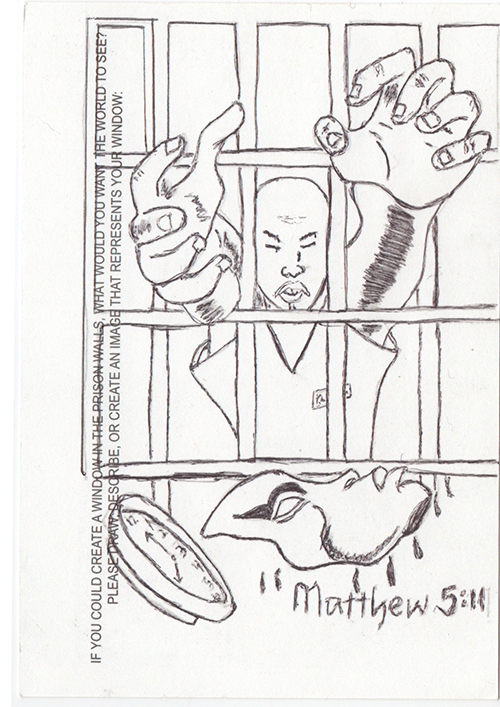 IF YOU COULD CREATE A WINDOW IN THE PRISON WALLS, WHAT WOULD YOU WANT THE WORLD TO SEE?
PLEASE DRAW, DESCRIBE, OR CREATE AN IMAGE THAT REPRESENTS YOUR WINDOW:
Matthew 5:11